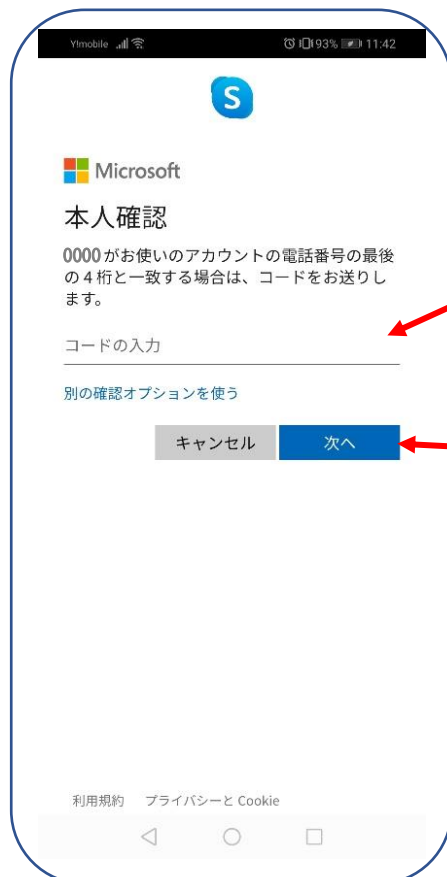 Y!mobile 93% 11:42
S
Microsoft
本人確認
0000 がお使いのアカウントの電話番号の最後
の 4 桁と一致する場合は、コードをお送りし
ます。
コードの入力
別の確認オプションを使う
キャンセル 次へ
利用規約 プライバシーと Cookie